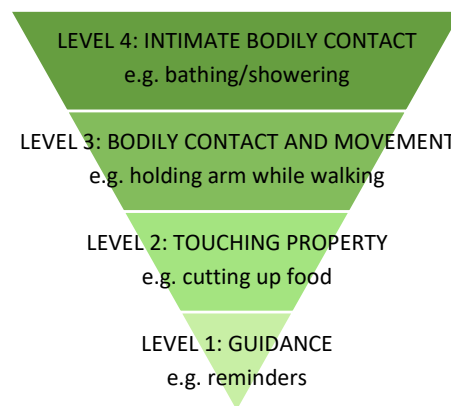 LEVEL 4: INTIMATE BODILY CONTACT
e.g. bathing/showering
LEVEL 3: BODILY CONTACT AND MOVEMENT
e.g. holding arm while walking
LEVEL 2: TOUCHING PROPERTY
e.g. cutting up food
LEVEL 1: GUIDANCE
e.g. reminders